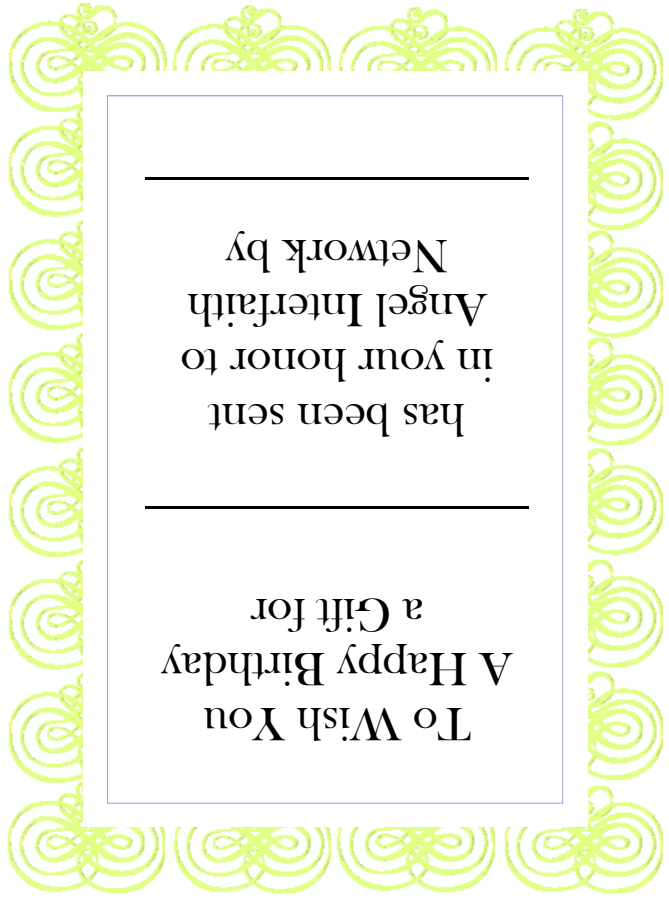 To Wish You
A Happy Birthday
a Gift for
has been sent
in your honor to
Angel Interfaith
Network by